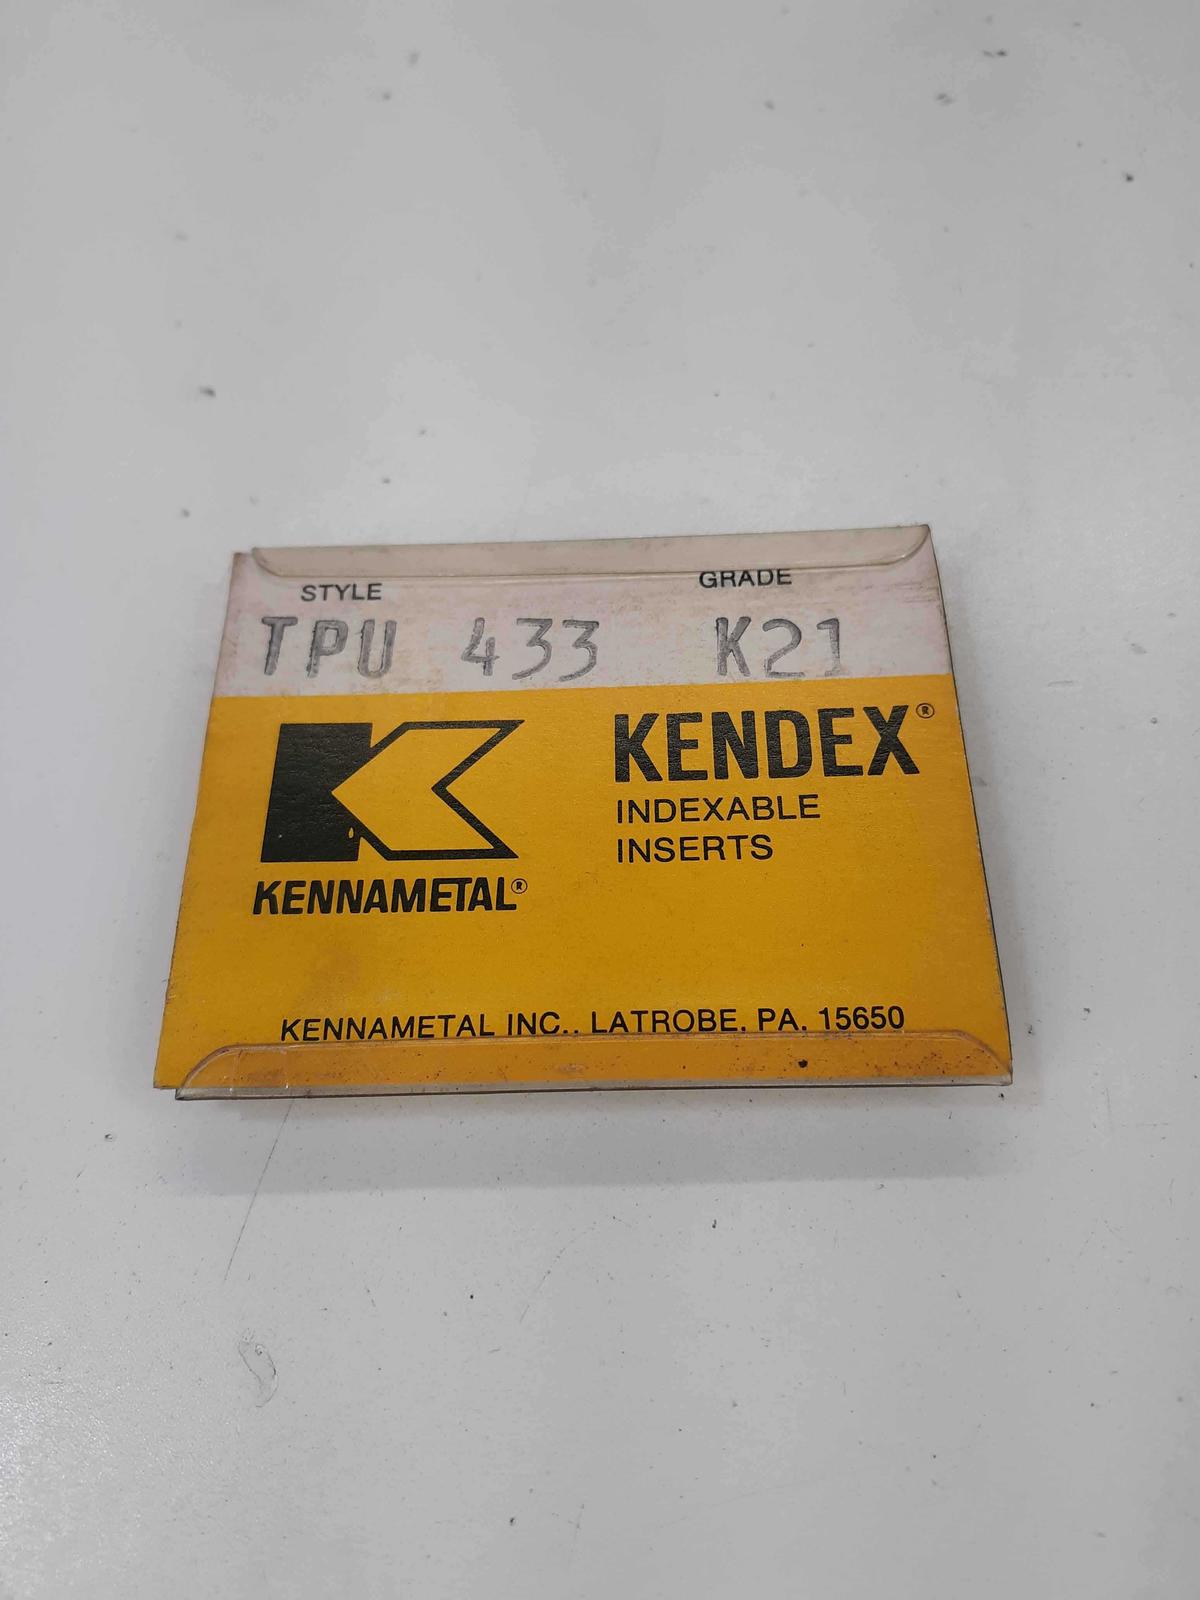 STYLE GRADE
TPU 433 K21
KENDEX®
INDEXABLE
INSERTS
KENNAMETAL®
KENNAMETAL INC., LATROBE, PA. 15650